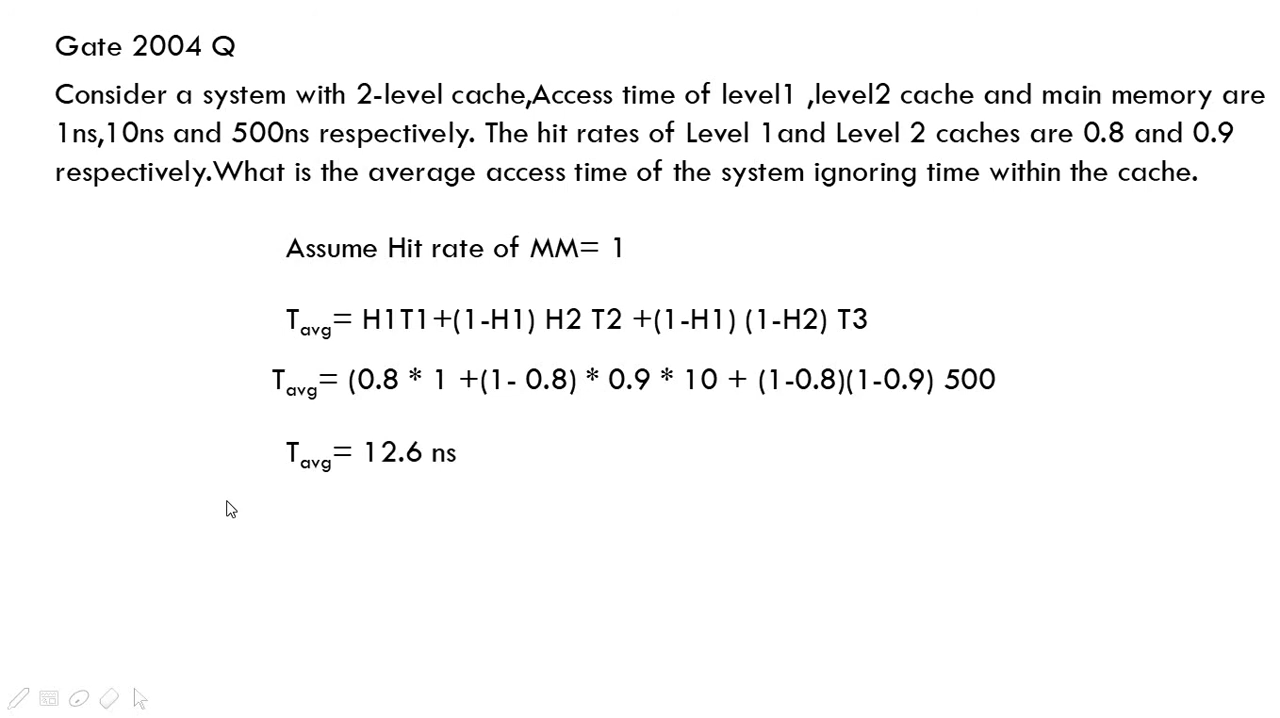 Gate 2004 Q
Consider a system with 2-level cache,Access time of level1 ,level2 cache and main memory are
1ns,10ns and 500ns respectively. The hit rates of Level 1and Level 2 caches are 0.8 and 0.9
respectively.What is the average access time of the system ignoring time within the cache.
Assume Hit rate of MM= 1
Tavg= H1T1+(1-H1) H2 T2 +(1-H1) (1-H2) T3
Tavg= (0.8 * 1 +(1- 0.8) * 0.9 * 10 + (1-0.8)(1-0.9) 500
Tavg= 12.6 ns